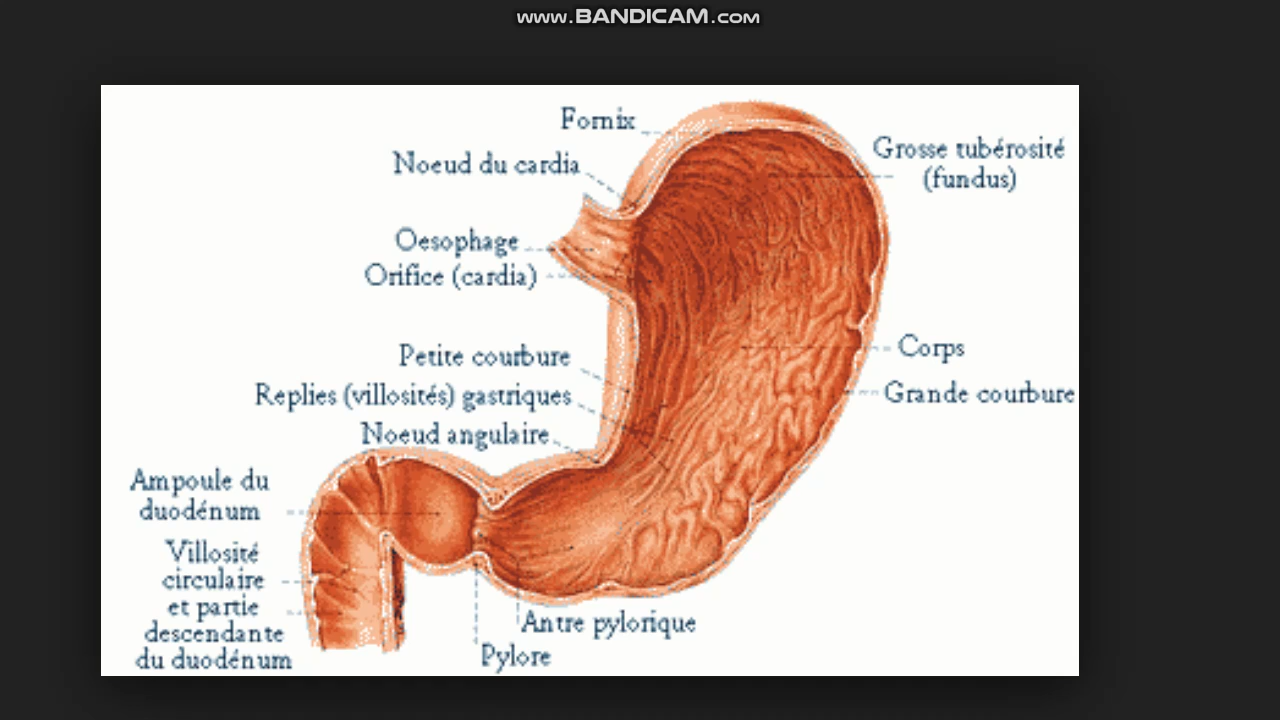 www.BANDICAM.com
Fornix
Grosse tubérosité
(fundus)
Noeud du cardia
Oesophage
Orifice (cardia)
Petite courbure
Corps
Replies (villosités) gastriques
Grande courbure
Noeud angulaire
Ampoule du
duodénum
Villosité
circulaire
et partie
descendante
du duodénum
Antre pylorique
Pylore